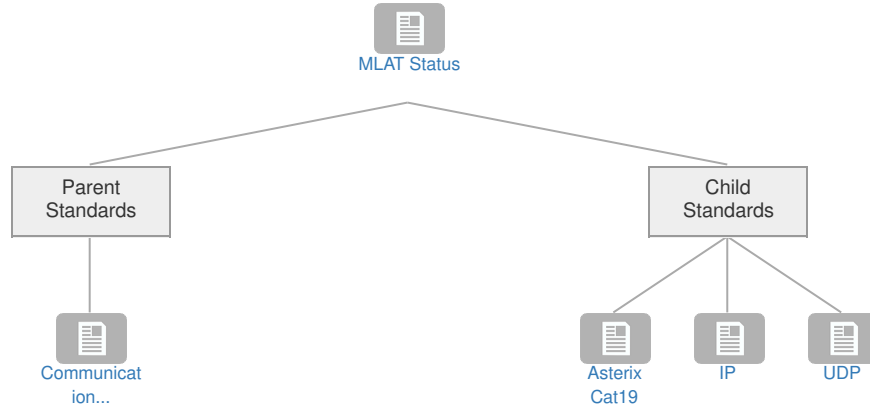 MLAT Status
Parent
Standards
Child
Standards
Communicat
ion...
Asterix
Cat19
IP
UDP